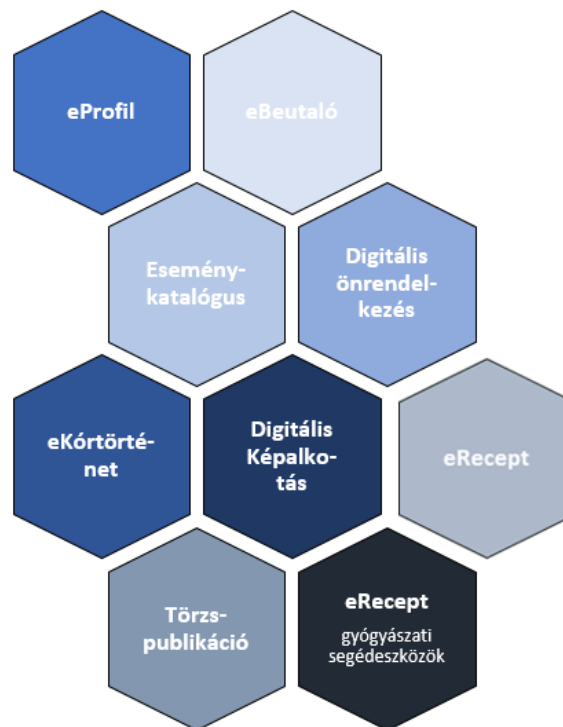 eProfil
eBeutaló
Esemény-
katalógus
Digitális
önrendel-
kezés
eKórtörté-
net
Digitális
Képalko-
tás
eRecept
Törzs-
publikáció
eRecept
gyógyászati
segédeszközök